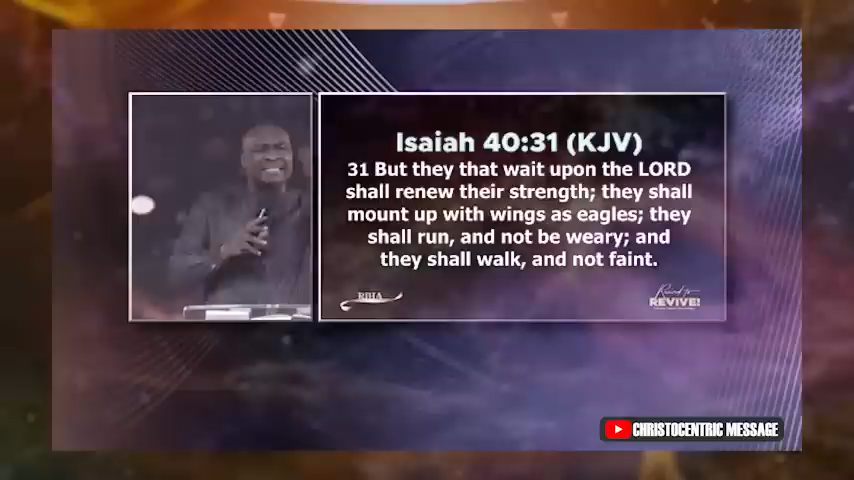 Isaiah 40:31 (KJV)
31 But they that wait upon the LORD
shall renew their strength; they shall
mount up with wings as eagles; they
shall run, and not be weary; and
they shall walk, and not faint.
REVIVE!
CHRISTOCENTRIC MESSAGE